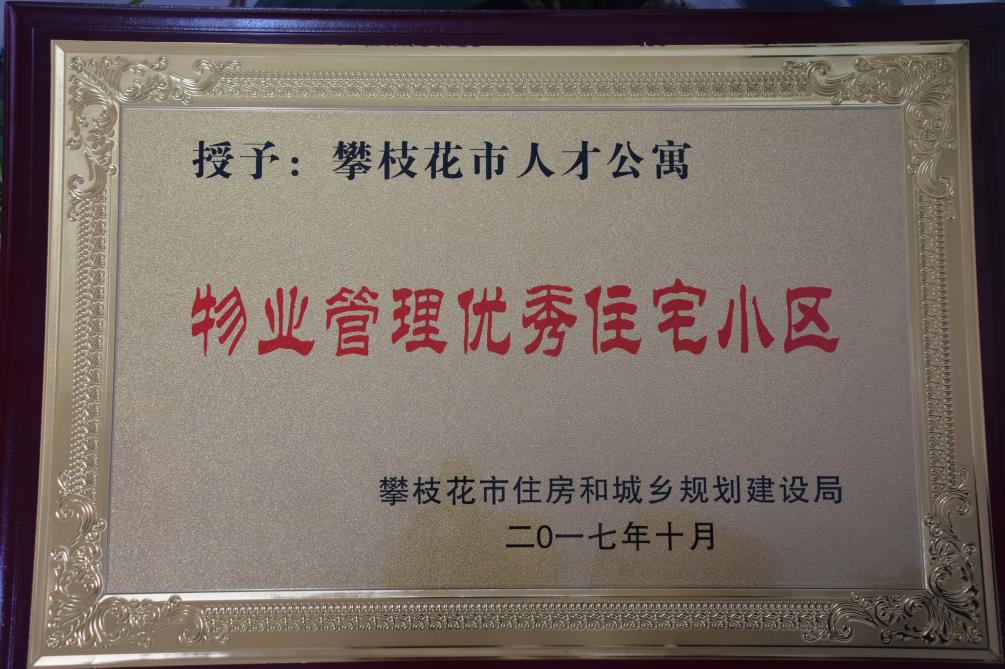 授予：攀枝花市人才公寓
物业管理优秀住宅小区
攀枝花市住房和城乡规划建设局
二0一七年十月